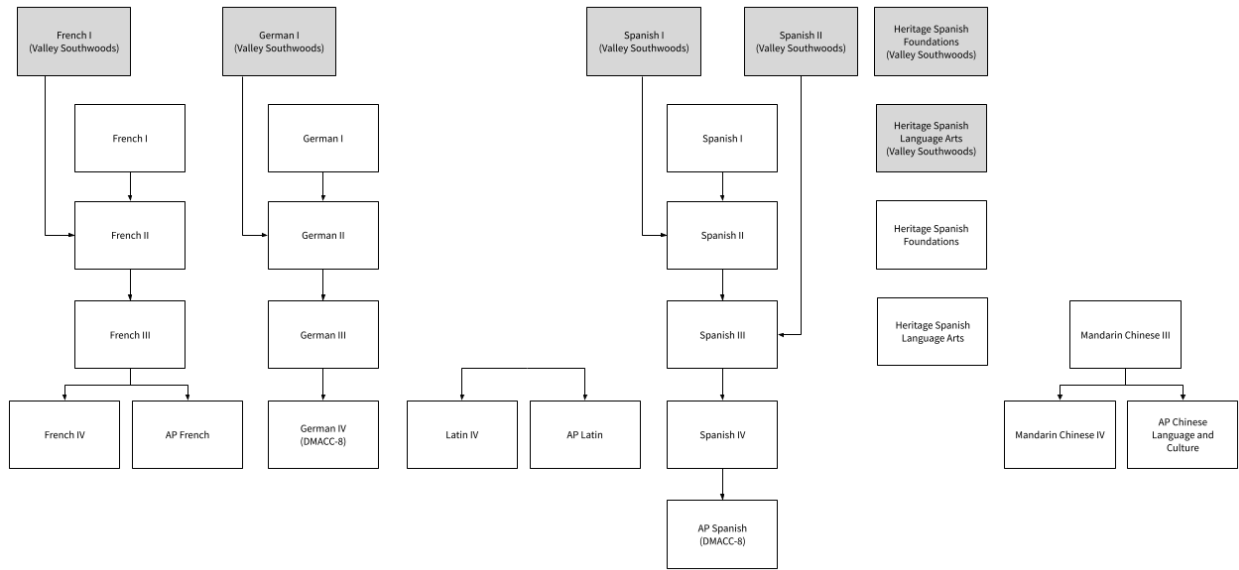 French I
(Valley Southwoods)
German I
(Valley Southwoods)
Spanish I
(Valley Southwoods)
Spanish II
(Valley Southwoods)
Heritage Spanish
Foundations
(Valley Southwoods)
French I
German I
Spanish I
Heritage Spanish
Language Arts
(Valley Southwoods)
French II
German II
Spanish II
Heritage Spanish
Foundations
French III
German III
Spanish III
Heritage Spanish
Language Arts
Mandarin Chinese III
French IV
AP French
German IV
(DMACC-8)
Latin IV
AP Latin
Spanish IV
Mandarin Chinese IV
AP Chinese
Language and
Culture
AP Spanish
(DMACC-8)